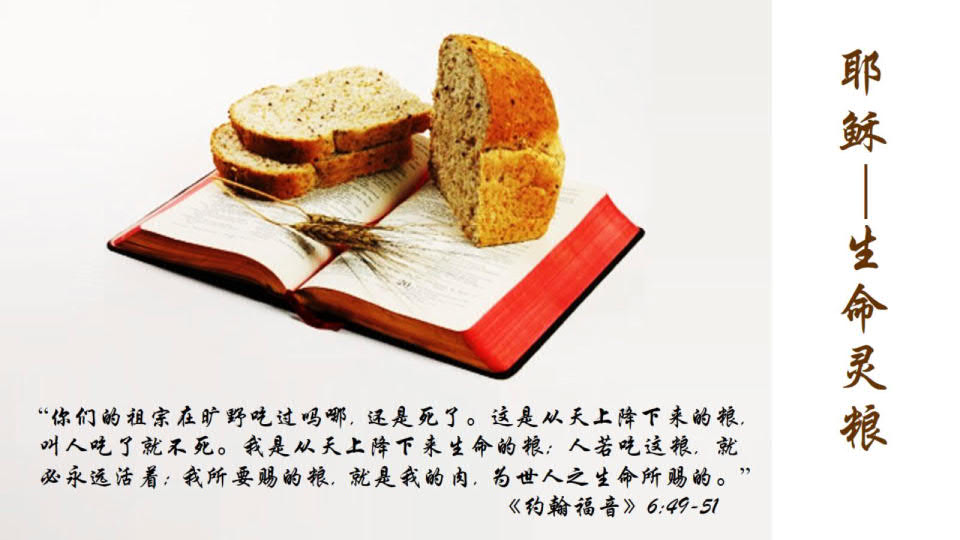 耶稣—生命灵粮
“你们的祖宗在旷野吃过吗哪，还是死了。这是从天上降下来的粮，
叫人吃了就不死。我是从天上降下来生命的粮；人若吃这粮，就
必永远活着；我所要赐的粮，就是我的肉，为世人之生命所赐的。”
《约翰福音》6:49-51